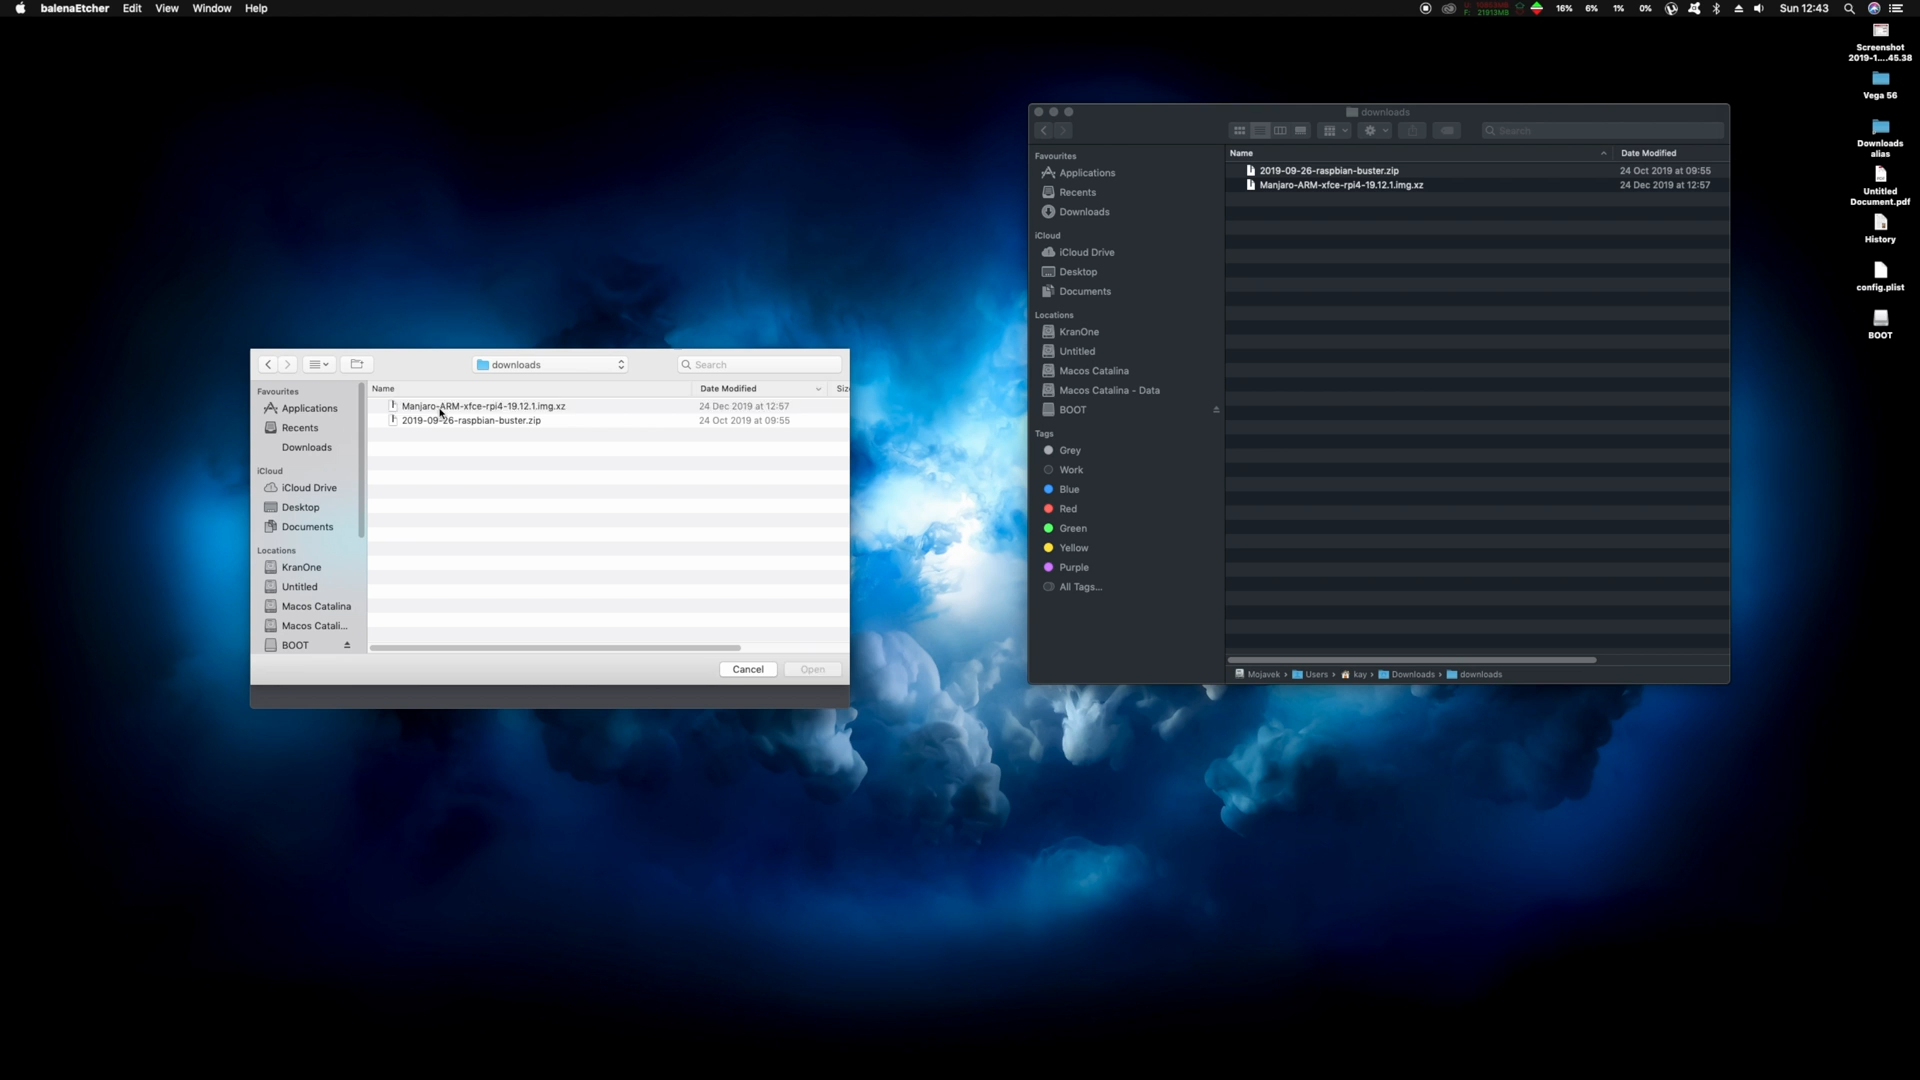 balenaEtcher Edit View Window Help
16% 6% 1% 0% Sun 12:43
Screenshot
2019-1....45.38
Vega 56
Downloads
alias
Untitled
Document.pdf
History
config.plist
BOOT
downloads
Search
Favourites
Applications
Recents
Downloads
iCloud
iCloud Drive
Desktop
Documents
Locations
KranOne
Untitled
Macos Catalina
Macos Catali...
BOOT
Name Date Modified Siz
Manjaro-ARM-xfce-rpi4-19.12.1.img.xz 24 Dec 2019 at 12:57
2019-09-26-raspbian-buster.zip 24 Oct 2019 at 09:55
Cancel Open
downloads
Search
Favourites
Applications
Recents
Downloads
iCloud
iCloud Drive
Desktop
Documents
Locations
KranOne
Untitled
Macos Catalina
Macos Catalina - Data
BOOT
Tags
Grey
Work
Blue
Red
Green
Yellow
Purple
All Tags...
Name Date Modified
2019-09-26-raspbian-buster.zip 24 Oct 2019 at 09:55
Manjaro-ARM-xfce-rpi4-19.12.1.img.xz 24 Dec 2019 at 12:57
Mojavek › Users › kay › Downloads › downloads